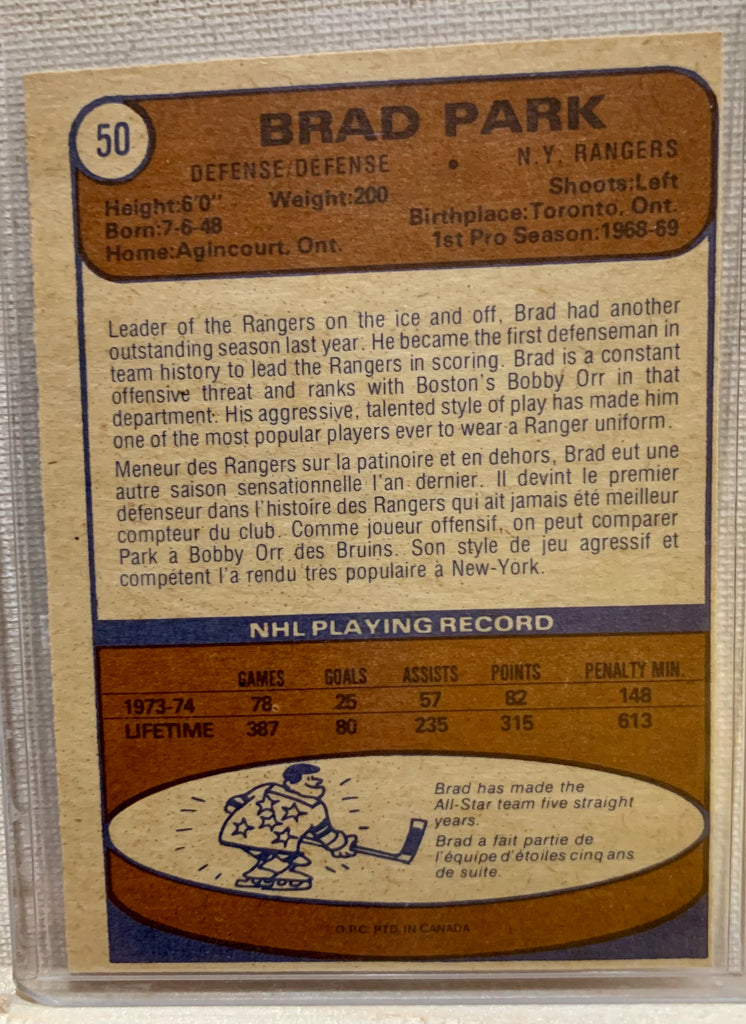 50
BRAD PARK
DEFENSE/DÉFENSE • N.Y. RANGERS
Height:6'0" Weight:200 Shoots:Left
Born:7-6-48 Birthplace:Toronto, Ont.
Home:Agincourt, Ont. 1st Pro Season:1968-69
Leader of the Rangers on the ice and off, Brad had another
outstanding season last year. He became the first defenseman in
team history to lead the Rangers in scoring. Brad is a constant
offensive threat and ranks with Boston's Bobby Orr in that
department. His aggressive, talented style of play has made him
one of the most popular players ever to wear a Ranger uniform.
Meneur des Rangers sur la patinoire et en dehors, Brad eut une
autre saison sensationnelle l'an dernier. Il devint le premier
défenseur dans l'histoire des Rangers qui ait jamais été meilleur
compteur du club. Comme joueur offensif, on peut comparer
Park à Bobby Orr des Bruins. Son style de jeu agressif et
compétent l'a rendu très populaire à New-York.
NHL PLAYING RECORD
GAMES GOALS ASSISTS POINTS PENALTY MIN.
1973-74 78 25 57 82 148
LIFETIME 387 80 235 315 613
Brad has made the
All-Star team five straight
years.
Brad a fait partie de
l'équipe d'étoiles cinq ans
de suite.
O.P.C. PTD. IN CANADA